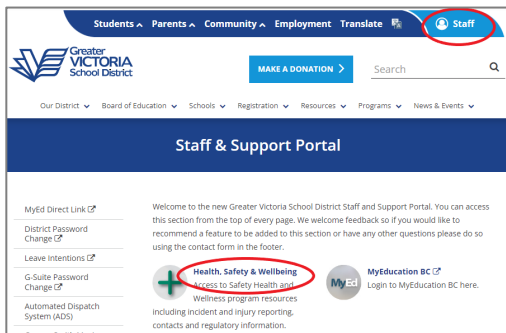 Students Parents Community Employment Translate Staff
Greater
VICTORIA
School District
MAKE A DONATION
Search
Our District Board of Education Schools Registration Resources Programs News & Events
Staff & Support Portal
MyEd Direct Link
District Password
Change
Leave Intentions
G-Suite Password
Change
Automated Dispatch
System (ADS)
Welcome to the new Greater Victoria School District Staff and Support Portal. You can access
this section from the top of every page. We welcome feedback so if you would like to
recommend a feature to be added to this section or have any other questions please do so
using the contact form in the footer.
Health, Safety & Wellbeing
Access to Safety Health and
Wellness program resources
including incident and injury reporting,
contacts and regulatory information.
MyEd
MyEducation BC
Login to MyEducation BC here.